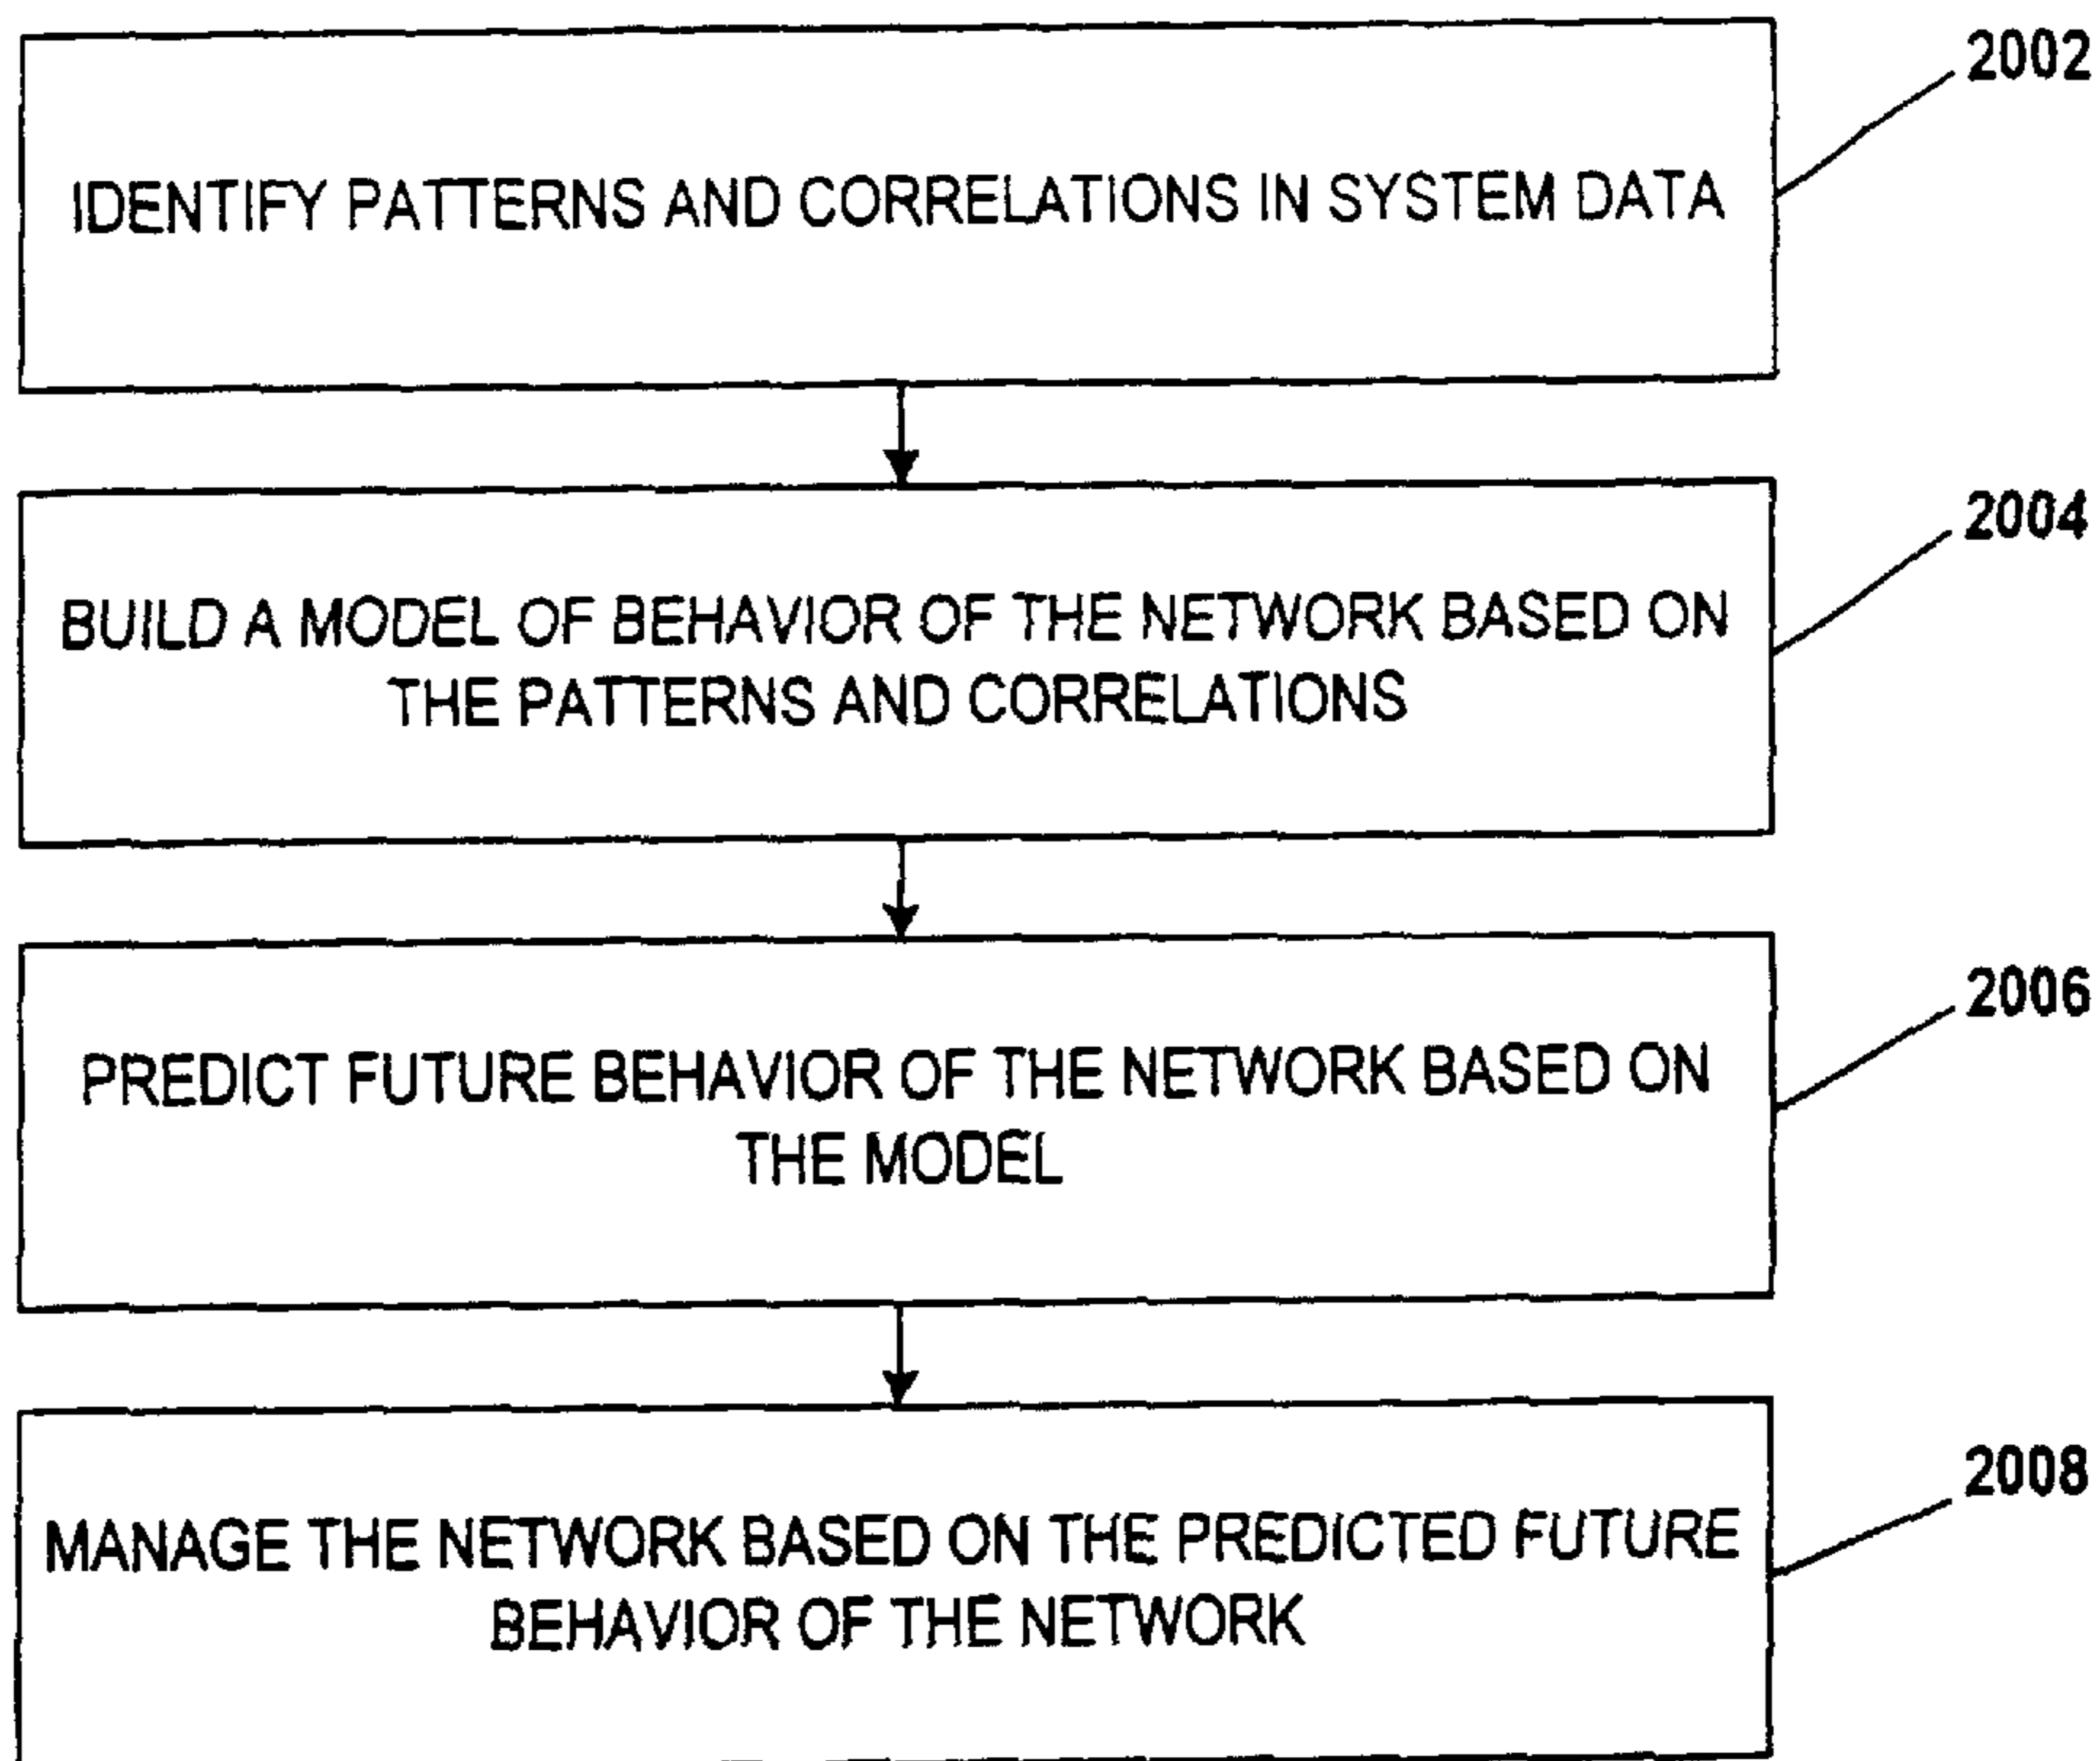 2002
IDENTIFY PATTERNS AND CORRELATIONS IN SYSTEM DATA
2004
BUILD A MODEL OF BEHAVIOR OF THE NETWORK BASED ON
THE PATTERNS AND CORRELATIONS
2006
PREDICT FUTURE BEHAVIOR OF THE NETWORK BASED ON
THE MODEL
2008
MANAGE THE NETWORK BASED ON THE PREDICTED FUTURE
BEHAVIOR OF THE NETWORK